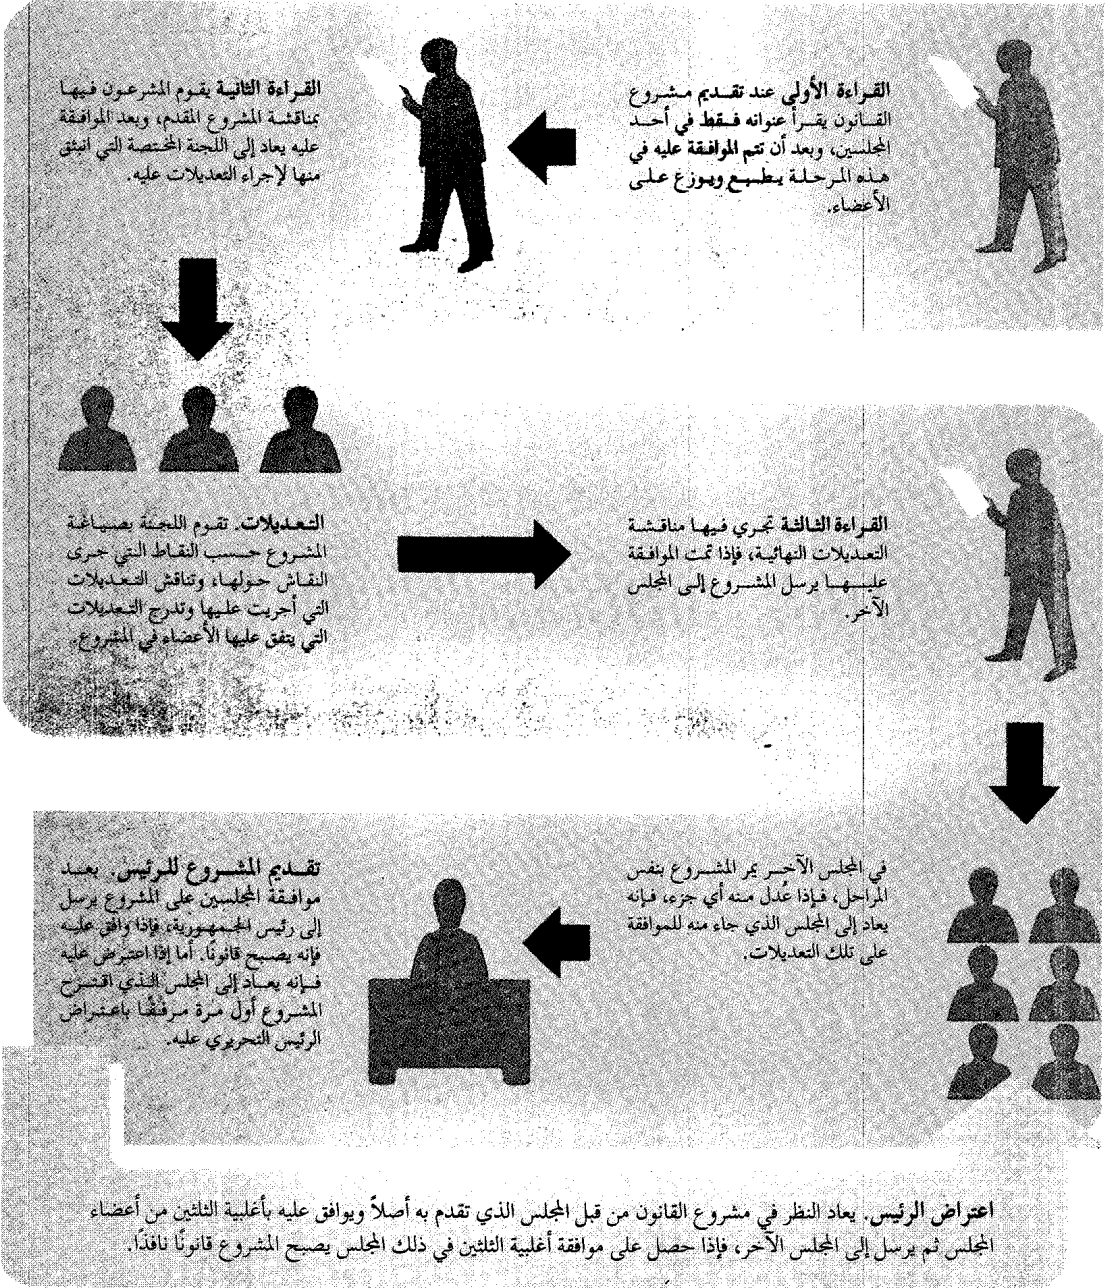 القراءة الأولى عند تقديم مشروع
القانون يقرأ عنوانه فقط في أحد
المجلسين، وبعد أن تتم الموافقة عليه في
هذه المرحلة يطبع ويوزع على
الأعضاء.
القراءة الثانية يقوم المشرعون فيها
بمناقشة المشروع المقدم، وبعد الموافقة
عليه يعاد إلى اللجنة المختصة التي انبثق
منها لإجراء التعديلات عليه.
التعديلات. تقوم اللجنة بصياغة
المشروع حسب النقاط التي جرى
النقاش حولها، وتناقش التعديلات
التي أجريت عليها وتدرج التعديلات
التي يتفق عليها الأعضاء في المشروع.
القراءة الثالثة تجري فيها مناقشة
التعديلات النهائية، فإذا تمت الموافقة
عليها يرسل المشروع إلى المجلس
الآخر.
في المجلس الآخر يمر المشروع بنفس
المراحل، فإذا عُدل منه أي جزء، فإنه
يعاد إلى المجلس الذي جاء منه للموافقة
على تلك التعديلات.
تقديم المشروع للرئيس. بعد
موافقة المجلسين على المشروع يرسل
إلى رئيس الجمهورية، فإذا وافق عليه
فإنه يصبح قانونًا. أما إذا اعترض عليه
فإنه يعاد إلى المجلس الذي اقترح
المشروع أول مرة مرفقًا باعتراض
الرئيس التحريري عليه.
اعتراض الرئيس. يعاد النظر في مشروع القانون من قبل المجلس الذي تقدم به أصلاً ويوافق عليه بأغلبية الثلثين من أعضاء
المجلس ثم يرسل إلى المجلس الآخر، فإذا حصل على موافقة أغلبية الثلثين في ذلك المجلس يصبح المشروع قانونًا نافذًا.